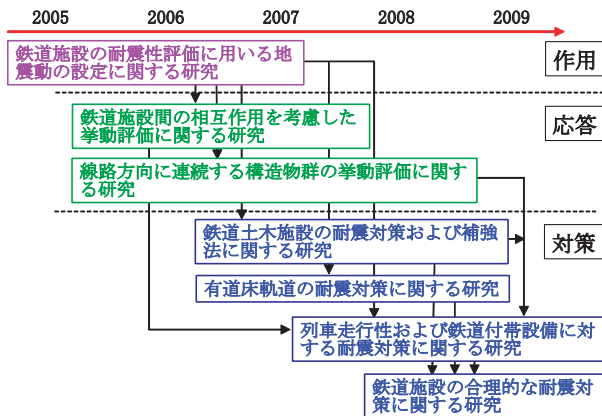 2005 2006 2007 2008 2009
鉄道施設の耐震性評価に用いる地
震動の設定に関する研究
作用
鉄道施設間の相互作用を考慮した
挙動評価に関する研究
応答
線路方向に連続する構造物群の挙動評価に関す
る研究
鉄道土木施設の耐震対策および補強
法に関する研究
対策
有道床軌道の耐震対策に関する研究
列車走行性および鉄道付帯設備に対
する耐震対策に関する研究
鉄道施設の合理的な耐震対
策に関する研究